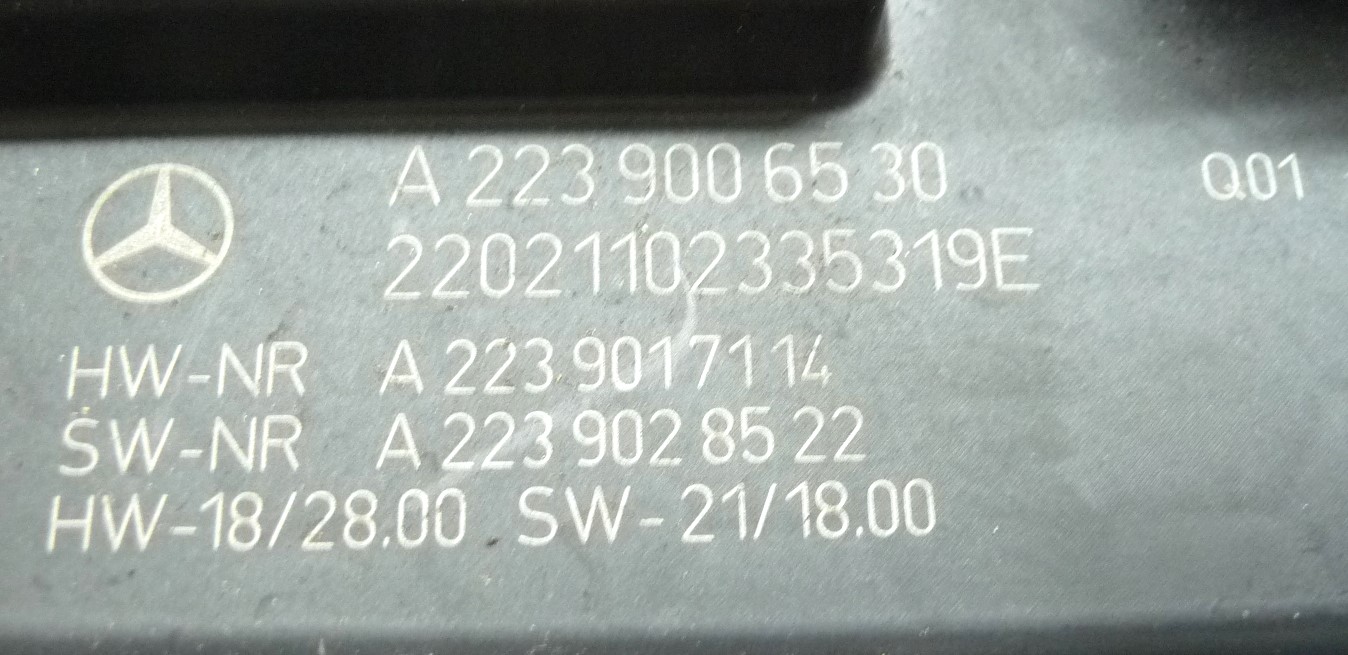 A 223 900 65 30 Q01
22021102335319E
HW-NR A 223 901 71 14
SW-NR A 223 902 85 22
HW-18/28.00 SW-21/18.00